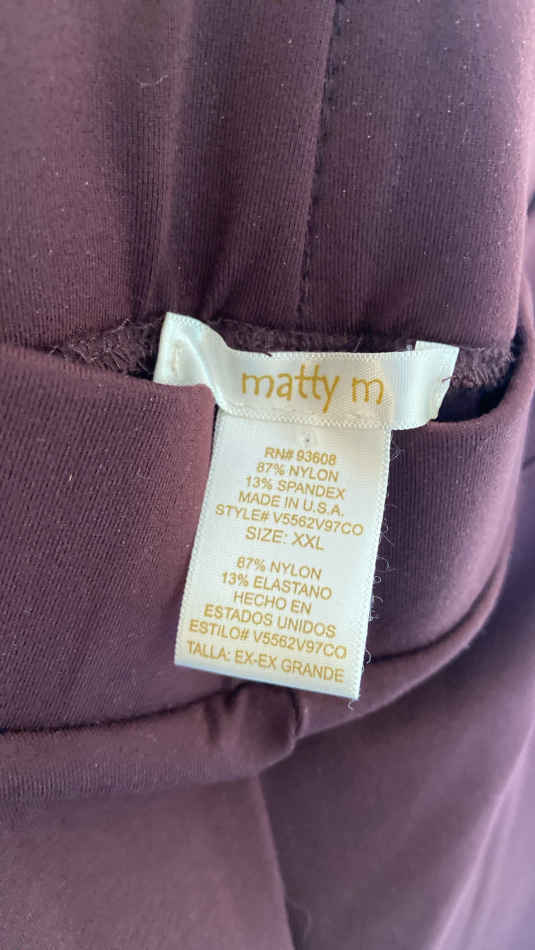 matty m
RN# 93608
87% NYLON
13% SPANDEX
MADE IN U.S.A.
STYLE# V5562V97CO
SIZE: XXL
87% NYLON
13% ELASTANO
HECHO EN
ESTADOS UNIDOS
ESTILO# V5562V97CO
TALLA: EX-EX GRANDE